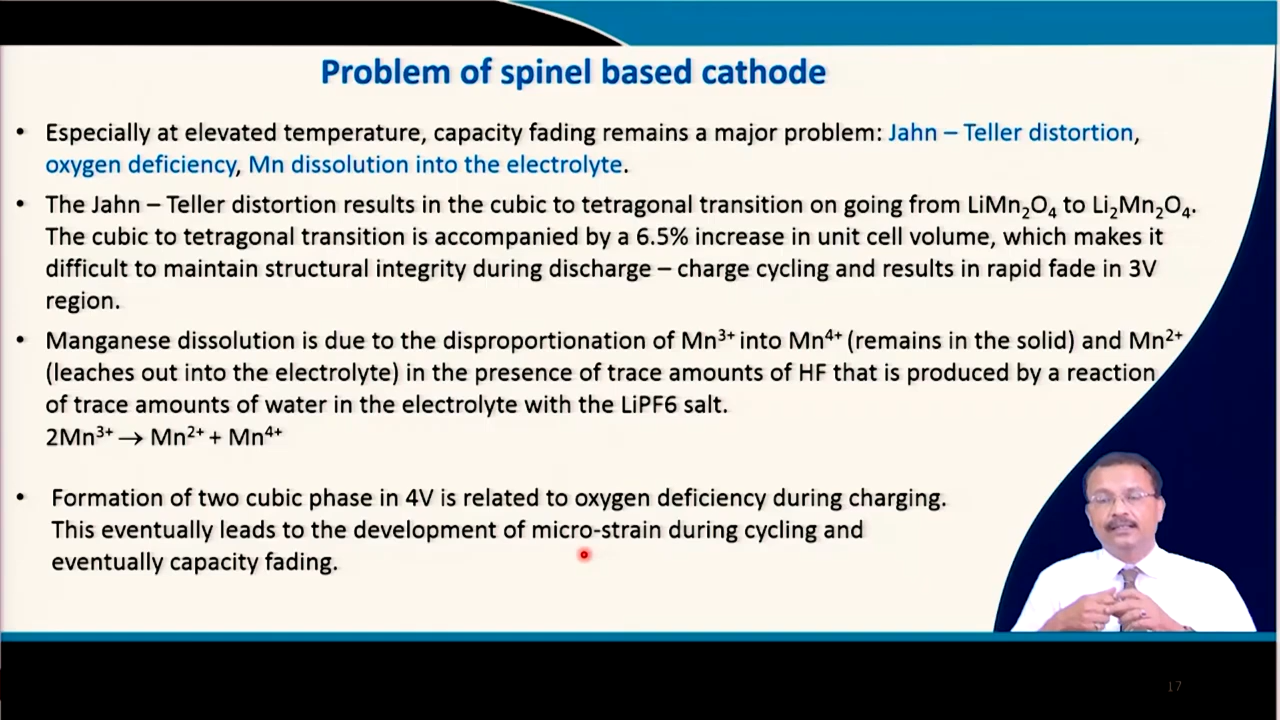 Problem of spinel based cathode
• Especially at elevated temperature, capacity fading remains a major problem: Jahn – Teller distortion,
oxygen deficiency, Mn dissolution into the electrolyte.
• The Jahn – Teller distortion results in the cubic to tetragonal transition on going from LiMn₂O₄ to Li₂Mn₂O₄.
The cubic to tetragonal transition is accompanied by a 6.5% increase in unit cell volume, which makes it
difficult to maintain structural integrity during discharge – charge cycling and results in rapid fade in 3V
region.
• Manganese dissolution is due to the disproportionation of Mn³⁺ into Mn⁴⁺ (remains in the solid) and Mn²⁺
(leaches out into the electrolyte) in the presence of trace amounts of HF that is produced by a reaction
of trace amounts of water in the electrolyte with the LiPF6 salt.
2Mn³⁺ → Mn²⁺ + Mn⁴⁺
• Formation of two cubic phase in 4V is related to oxygen deficiency during charging.
This eventually leads to the development of micro-strain during cycling and
eventually capacity fading.
17